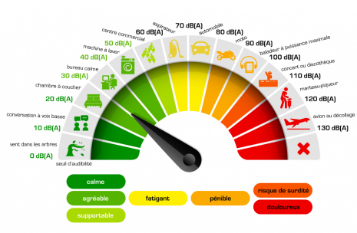 seuil d'audibilité
0 dB(A)
vent dans les arbres
10 dB(A)
conversation à voix basse
20 dB(A)
chambre à coucher
30 dB(A)
bureau calme
40 dB(A)
machine à laver
50 dB(A)
centre commercial
60 dB(A)
aspirateur
70 dB(A)
automobile
80 dB(A)
moto
90 dB(A)
baladeur à puissance maximale
100 dB(A)
concert ou discothèque
110 dB(A)
marteau-piqueur
120 dB(A)
avion au décollage
130 dB(A)
calme
agréable
supportable
fatigant
pénible
risque de surdité
douloureux